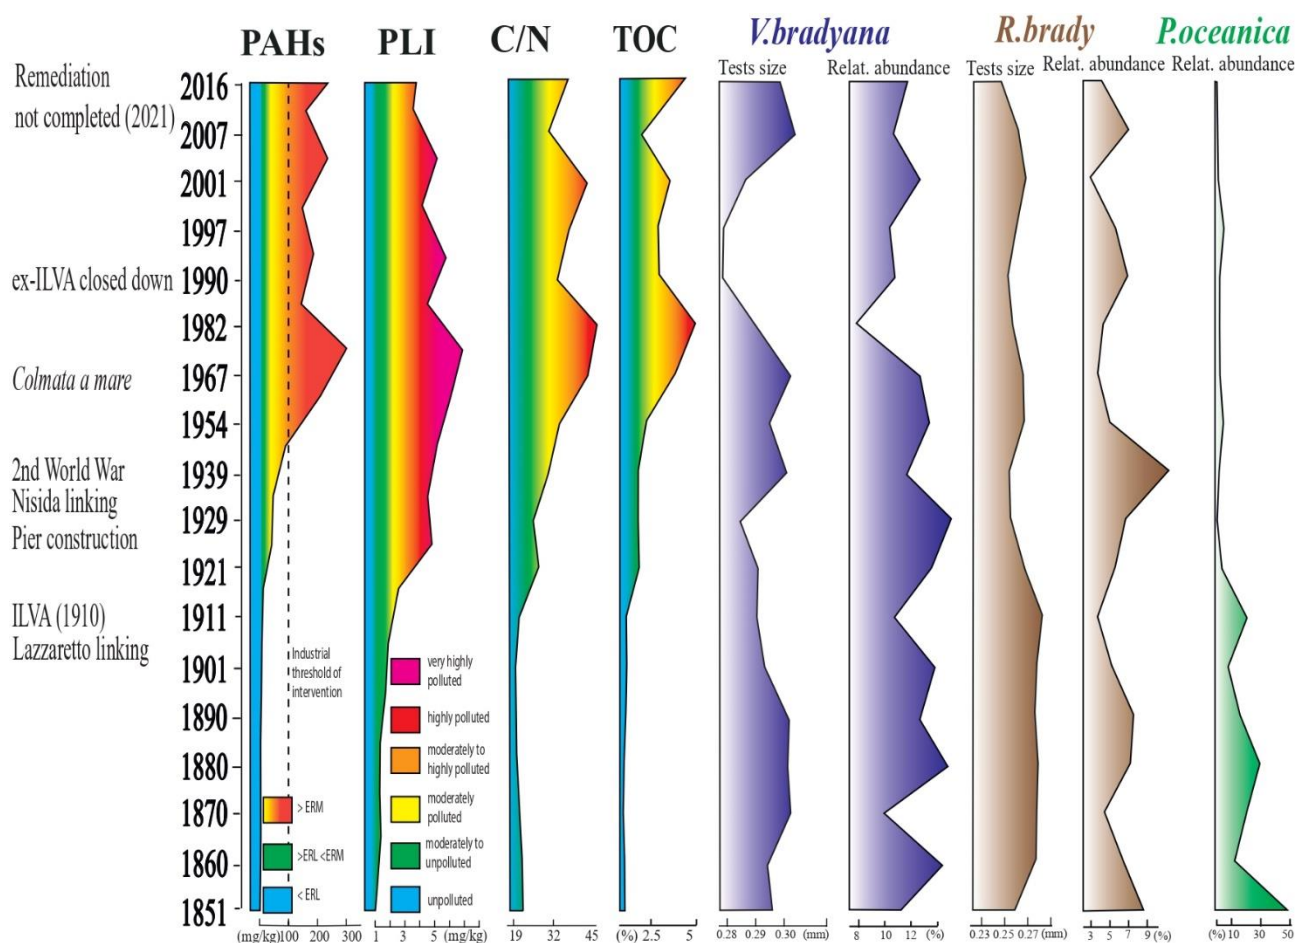 PAHs PLI C/N TOC V.bradyana R.brady P.oceanica
Tests size Relat. abundance Tests size Relat. abundance Relat. abundance
Remediation
not completed (2021)
ex-ILVA closed down
Colmata a mare
2nd World War
Nisida linking
Pier construction
ILVA (1910)
Lazzaretto linking
2016
2007
2001
1997
1990
1982
1967
1954
1939
1929
1921
1911
1901
1890
1880
1870
1860
1851
Industrial
threshold of
intervention
> ERM
>ERL <ERM
< ERL
very highly
polluted
highly polluted
moderately to
highly polluted
moderately
polluted
moderately to
unpolluted
unpolluted
(mg/kg) 100 200 300
1 3 5 (mg/kg)
19 32 45
(%) 2.5 5
0.28 0.29 0.30 (mm)
8 10 12 (%)
0.23 0.25 0.27 (mm)
3 5 7 9 (%)
(%) 10 30 50